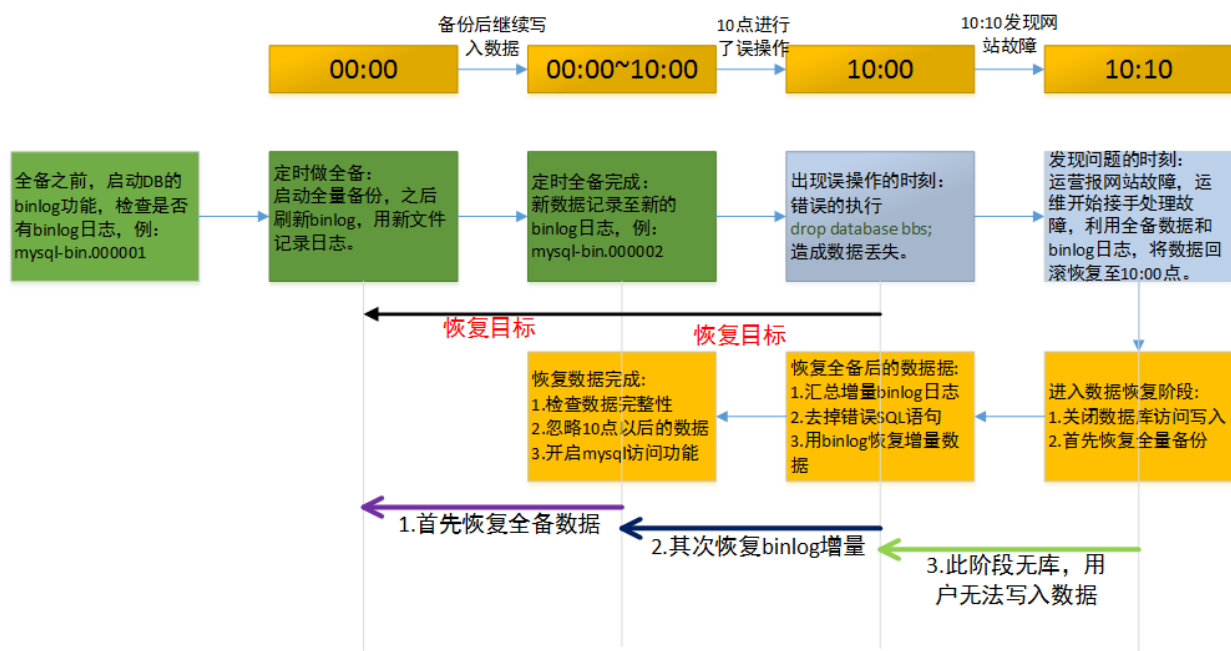 备份后继续写
入数据
10点进行
了误操作
10:10发现网
站故障
00:00
00:00~10:00
10:00
10:10
全备之前，启动DB的
binlog功能，检查是否
有binlog日志，例：
mysql-bin.000001
定时做全备：
启动全量备份，之后
刷新binlog，用新文件
记录日志。
定时全备完成：
新数据记录至新的
binlog日志，例：
mysql-bin.000002
出现误操作的时刻：
错误的执行
drop database bbs;
造成数据丢失。
发现问题的时刻：
运营报网站故障，运
维开始接手处理故
障，利用全备数据和
binlog日志，将数据回
滚恢复至10:00点。
恢复目标
恢复目标
恢复数据完成:
1.检查数据完整性
2.忽略10点以后的数据
3.开启mysql访问功能
恢复全备后的数据据:
1.汇总增量binlog日志
2.去掉错误SQL语句
3.用binlog恢复增量数
据
进入数据恢复阶段:
1.关闭数据库访问写入
2.首先恢复全量备份
1.首先恢复全备数据
2.其次恢复binlog增量
3.此阶段无库，用
户无法写入数据